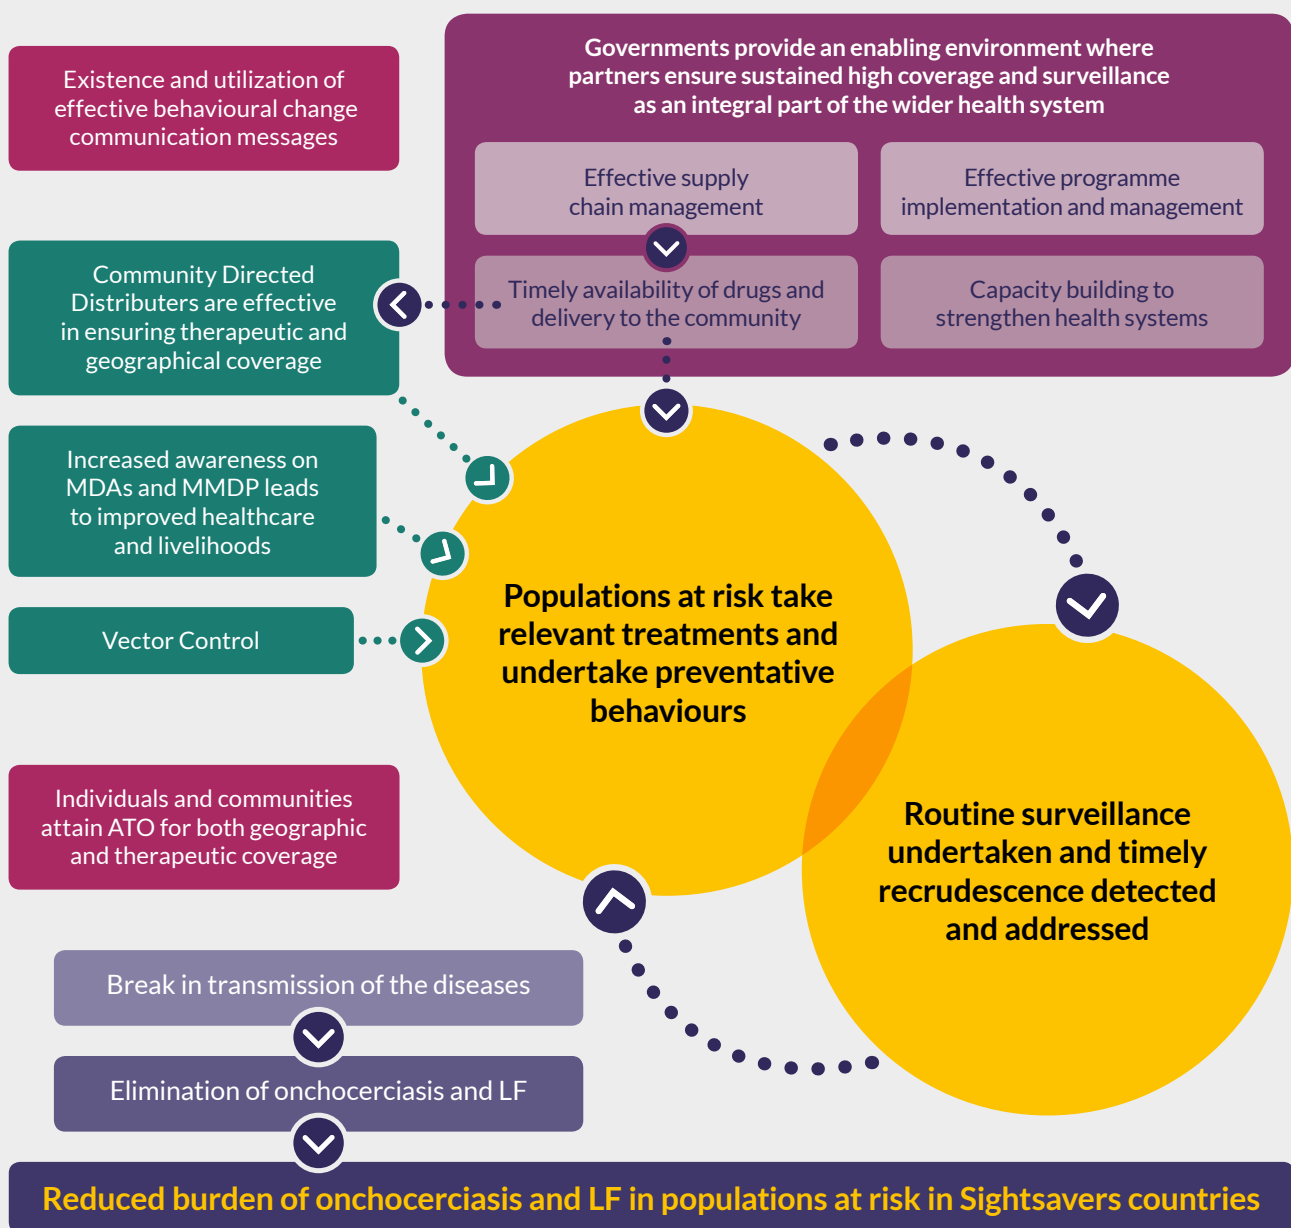 Existence and utilization of
effective behavioural change
communication messages
Governments provide an enabling environment where
partners ensure sustained high coverage and surveillance
as an integral part of the wider health system
Effective supply
chain management
Effective programme
implementation and management
Timely availability of drugs and
delivery to the community
Capacity building to
strengthen health systems
Community Directed
Distributers are effective
in ensuring therapeutic and
geographical coverage
Increased awareness on
MDAs and MMDP leads
to improved healthcare
and livelihoods
Vector Control
Populations at risk take
relevant treatments and
undertake preventative
behaviours
Individuals and communities
attain ATO for both geographic
and therapeutic coverage
Routine surveillance
undertaken and timely
recrudescence detected
and addressed
Break in transmission of the diseases
Elimination of onchocerciasis and LF
Reduced burden of onchocerciasis and LF in populations at risk in Sightsavers countries